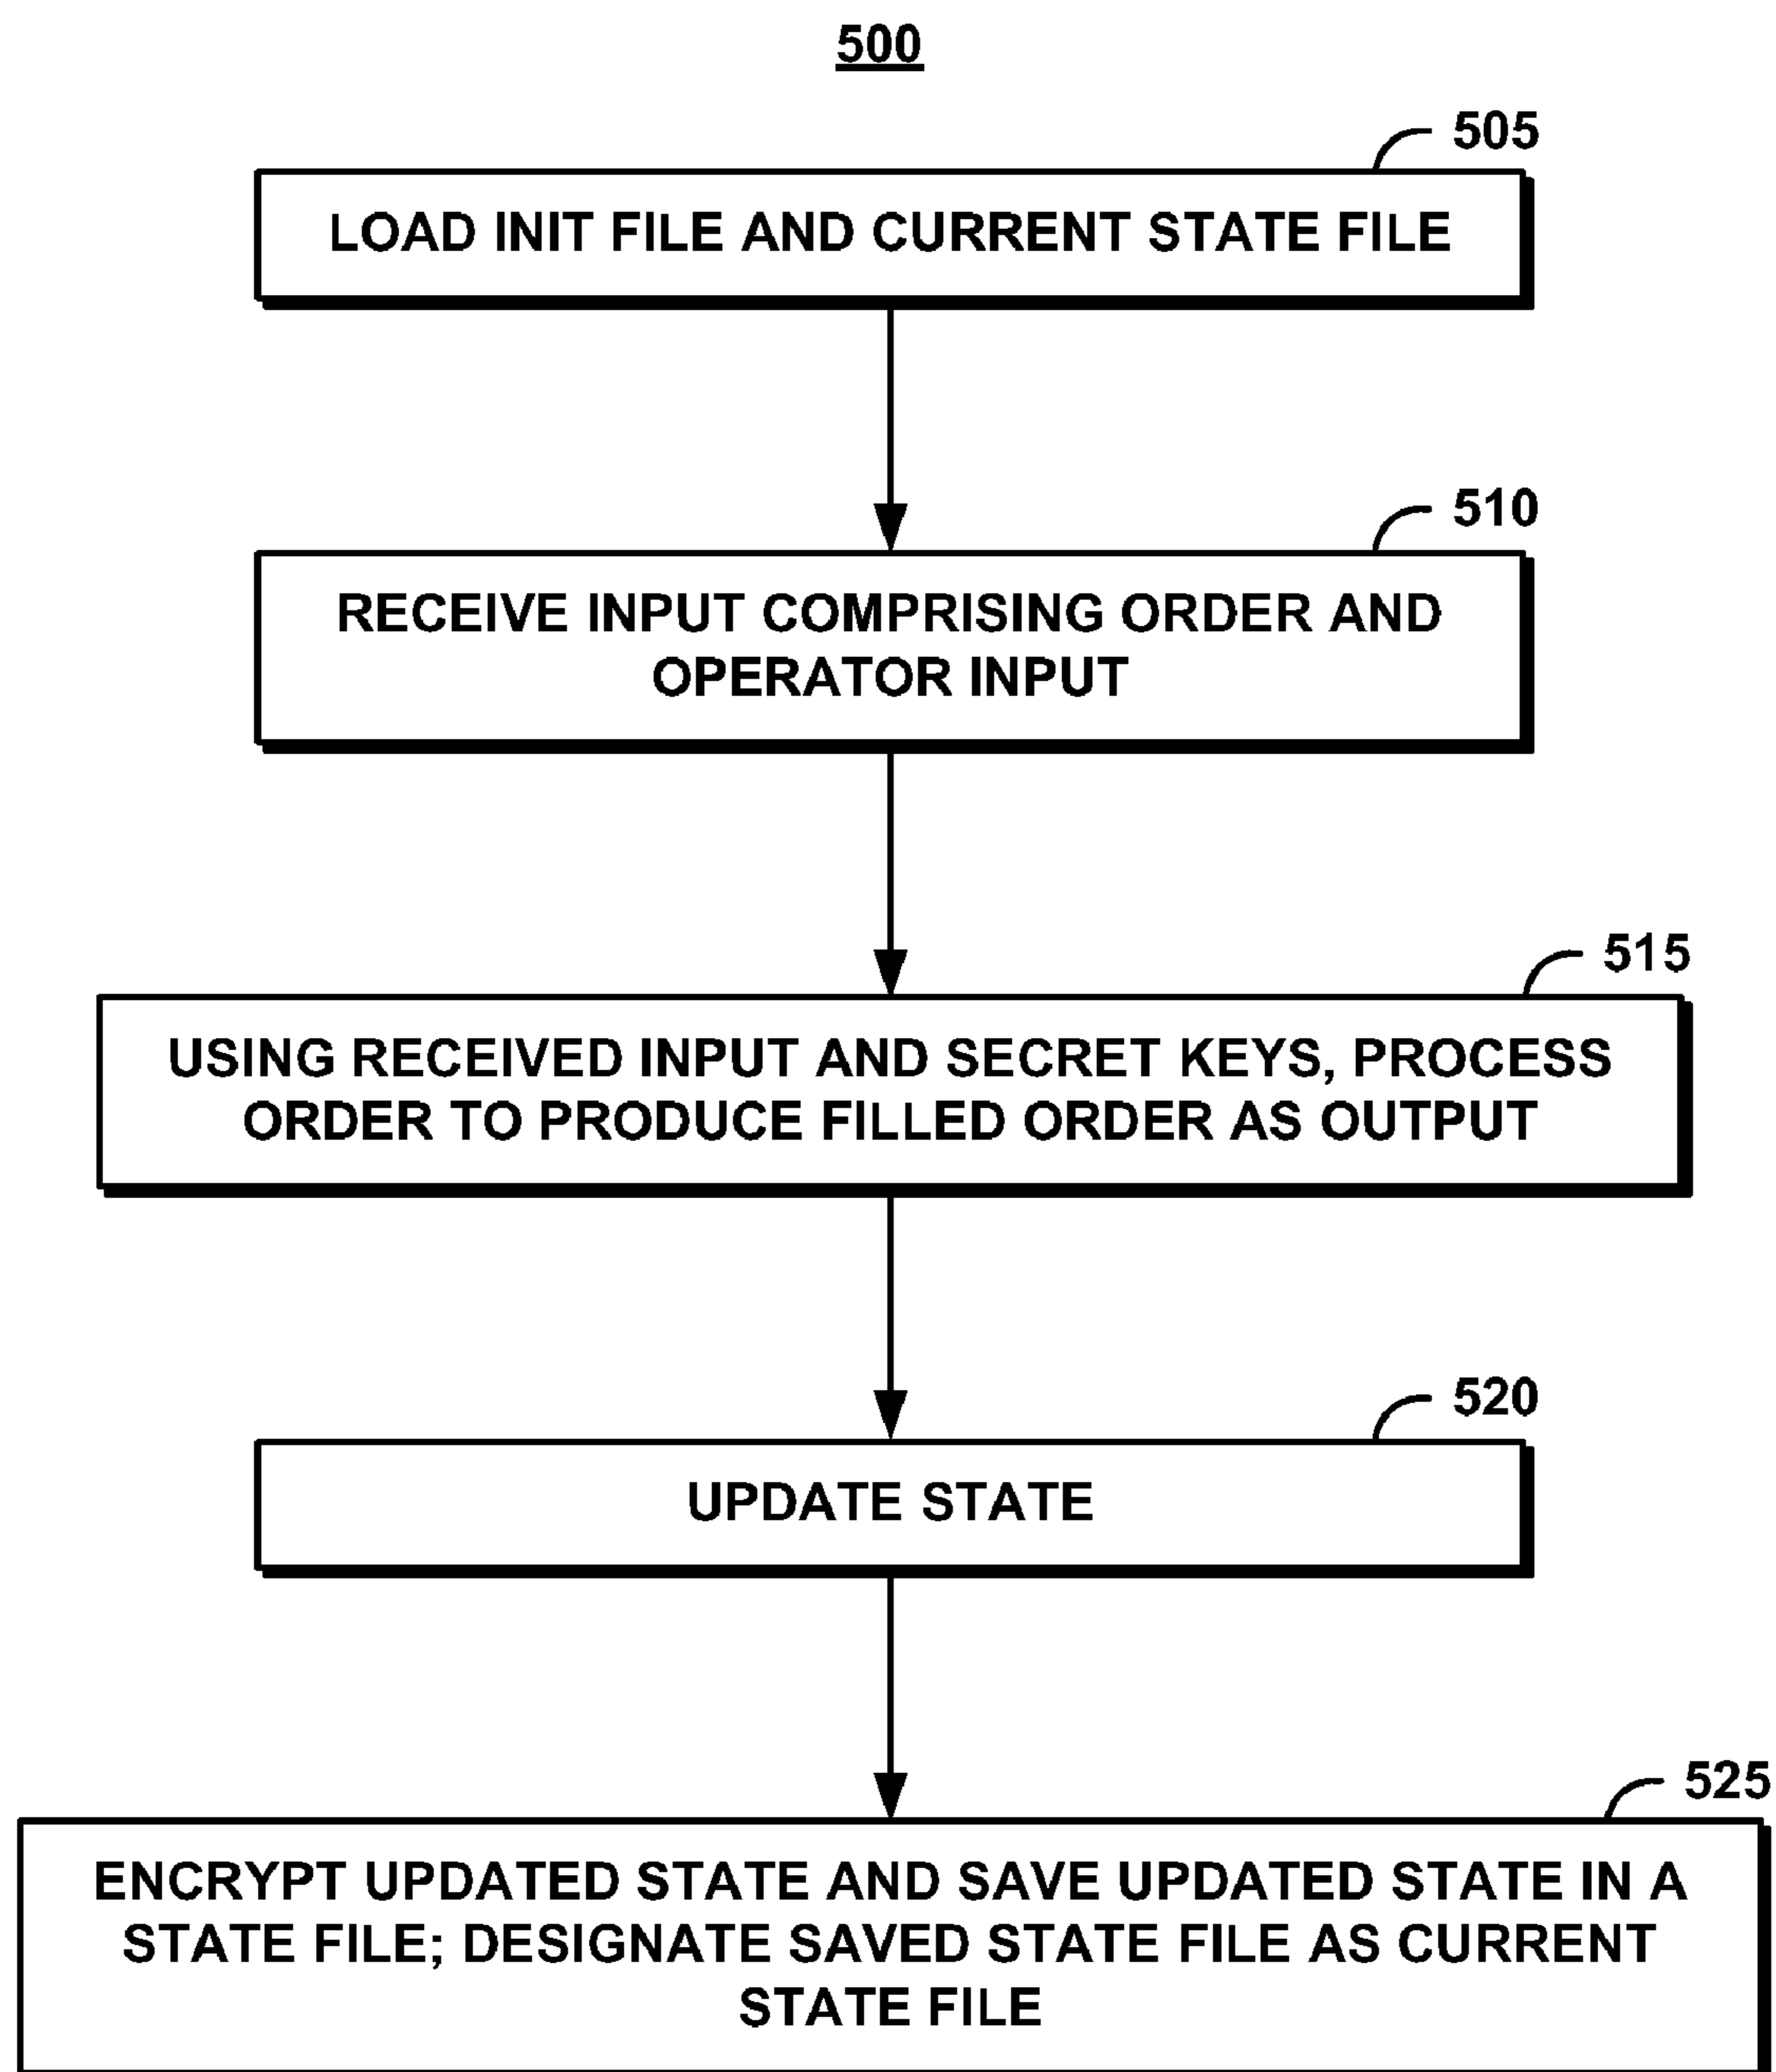 500
505
LOAD INIT FILE AND CURRENT STATE FILE
510
RECEIVE INPUT COMPRISING ORDER AND
OPERATOR INPUT
515
USING RECEIVED INPUT AND SECRET KEYS, PROCESS
ORDER TO PRODUCE FILLED ORDER AS OUTPUT
520
UPDATE STATE
525
ENCRYPT UPDATED STATE AND SAVE UPDATED STATE IN A
STATE FILE; DESIGNATE SAVED STATE FILE AS CURRENT
STATE FILE